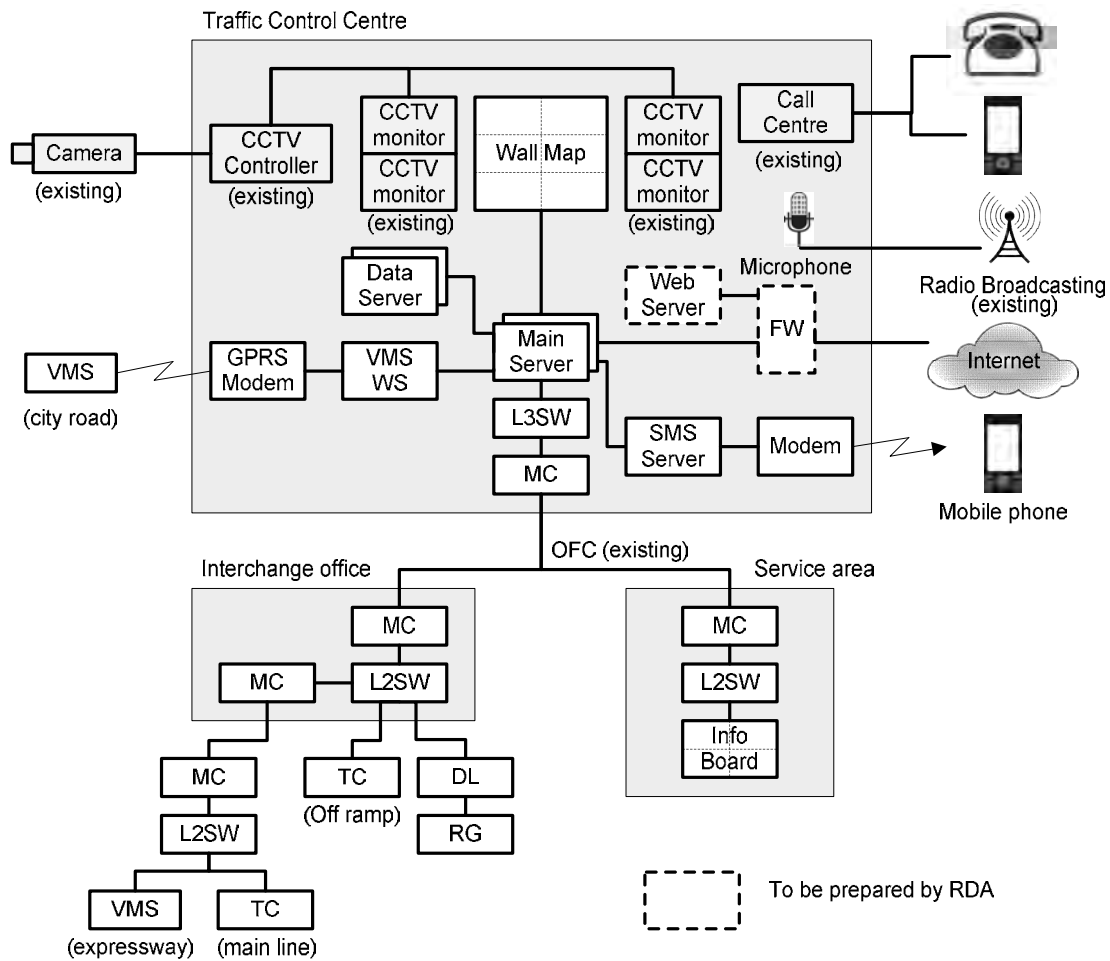 Traffic Control Centre
CCTV
monitor
CCTV
monitor
(existing)
Wall Map
CCTV
monitor
CCTV
monitor
(existing)
Call
Centre
(existing)
Camera
(existing)
CCTV
Controller
(existing)
Microphone
Radio Broadcasting
(existing)
Data
Server
Web
Server
FW
Internet
Main
Server
VMS
(city road)
GPRS
Modem
VMS
WS
L3SW
SMS
Server
Modem
MC
Mobile phone
OFC (existing)
Interchange office
Service area
MC
MC
MC
L2SW
L2SW
Info
Board
MC
TC
(Off ramp)
DL
L2SW
RG
VMS
(expressway)
TC
(main line)
To be prepared by RDA